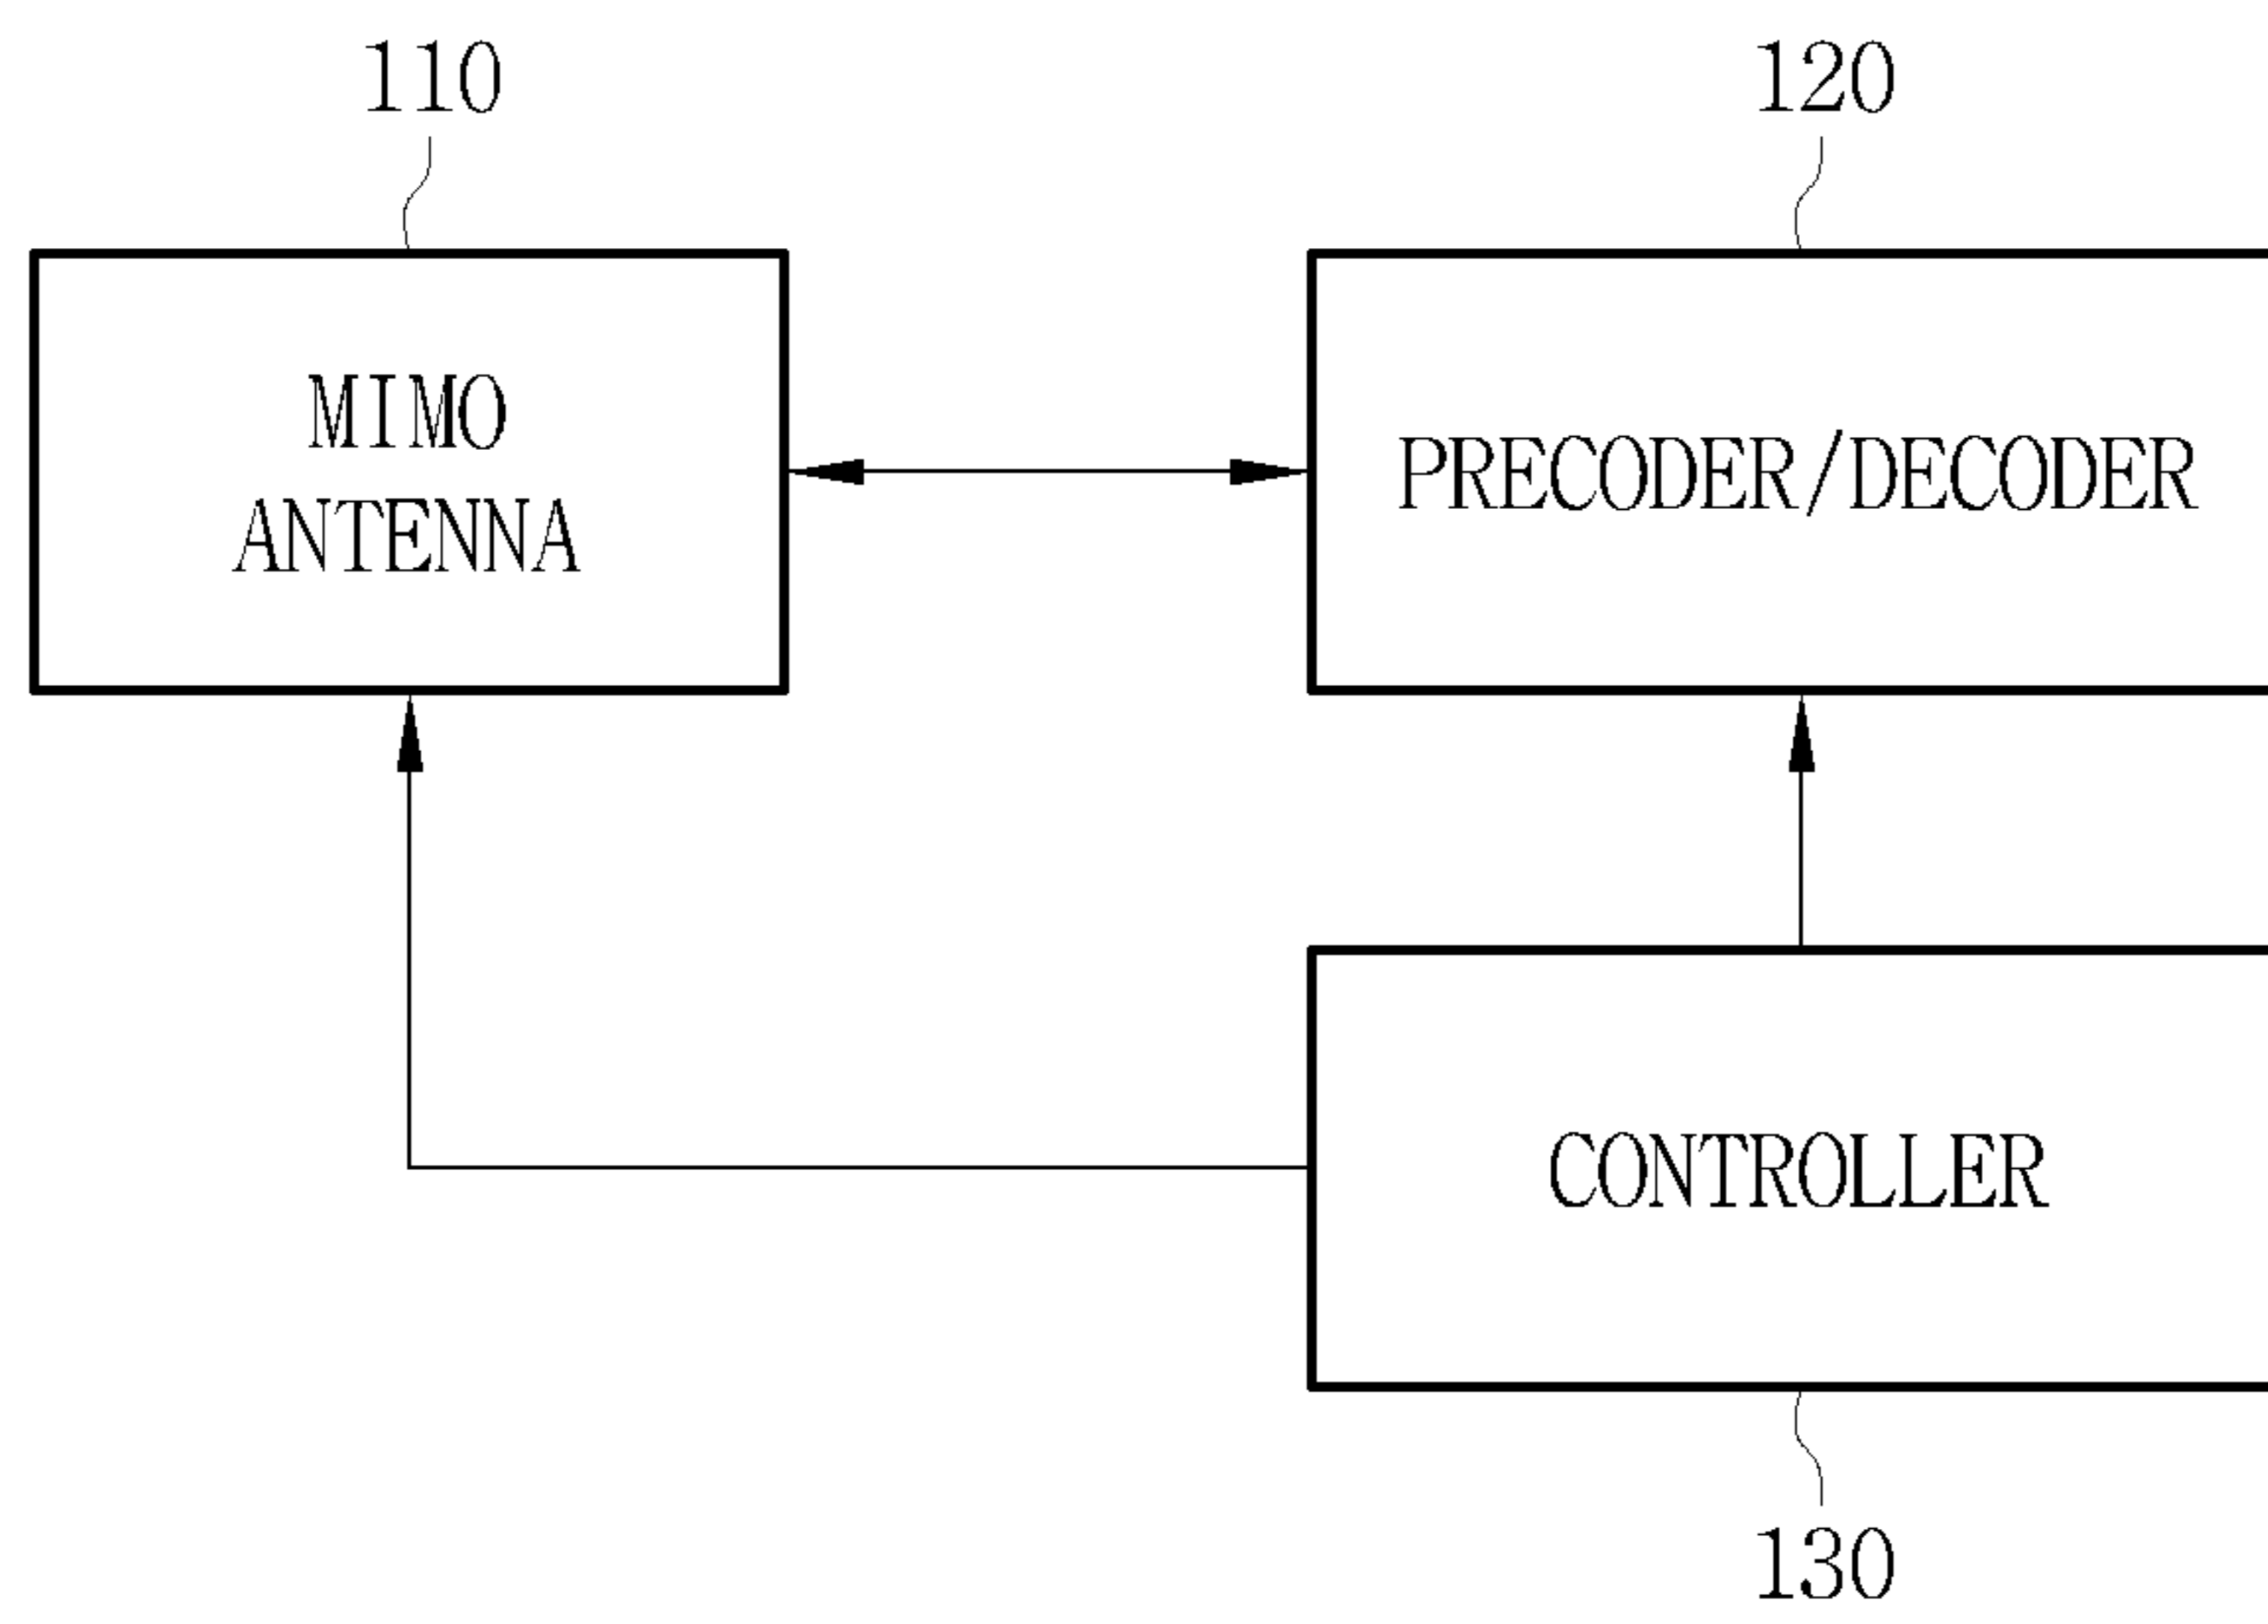 110
120
MIMO
ANTENNA
PRECODER/DECODER
CONTROLLER
130